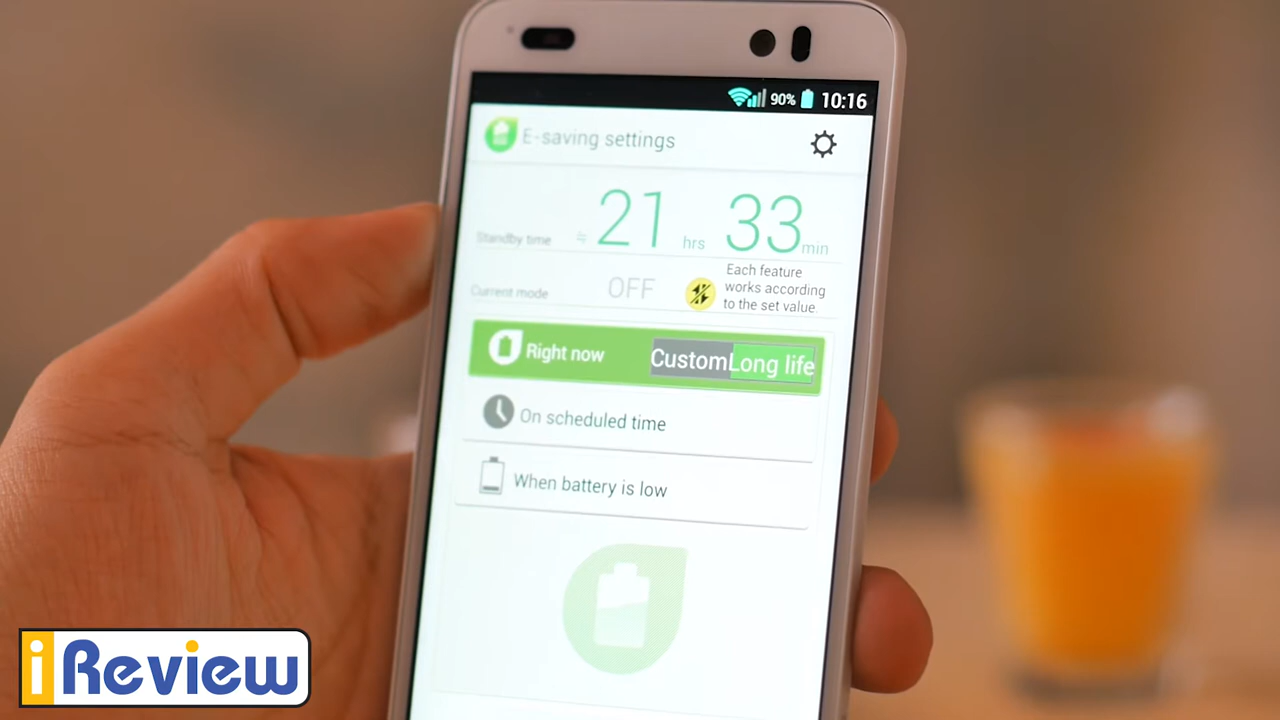 90% 10:16
E-saving settings
Standby time ≒ 21 hrs 33 min
Current mode OFF
Each feature
works according
to the set value.
Right now Custom Long life
On scheduled time
When battery is low
iReview